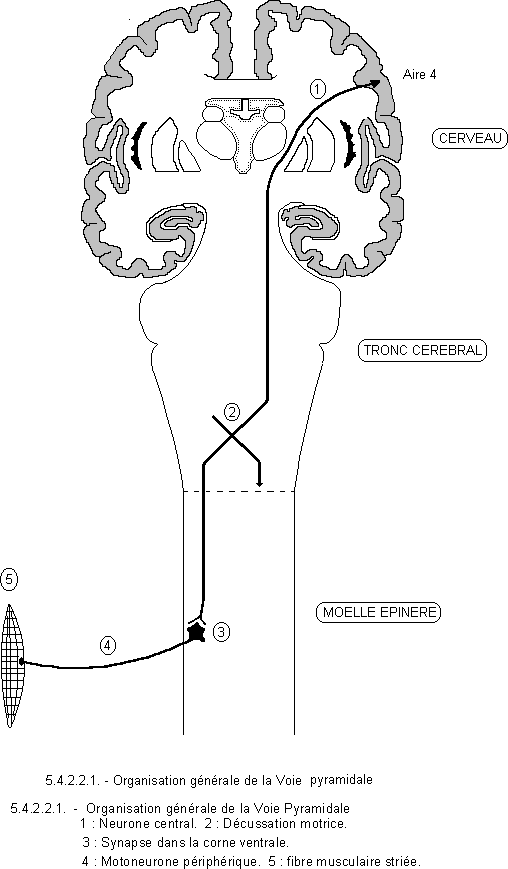 1
Aire 4
CERVEAU
TRONC CEREBRAL
2
5
MOELLE EPINERE
3
4
5.4.2.2.1. - Organisation générale de la Voie pyramidale
5.4.2.2.1. - Organisation générale de la Voie Pyramidale
1 : Neurone central. 2 : Décussation motrice.
3 : Synapse dans la corne ventrale.
4 : Motoneurone périphérique. 5 : fibre musculaire striée.